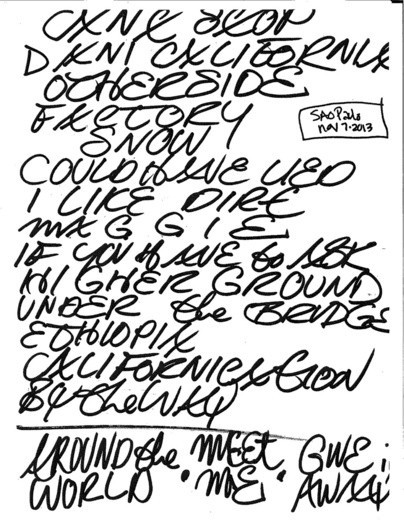 CAN'T STOP
DANI CALIFORNIA
OTHERSIDE
FACTORY
SAO Paulo
SNOW
Nov 7·2013
COULD HAVE LIED
I LIKE DIRT
MAGGIE
IF YOU HAVE to ASK
HIGHER GROUND
UNDER the BRIDGE
ETHIOPIA
CALIFORNICATION
BY the WAY
AROUND the MEET GIVE i
WORLD · ME · AWAY